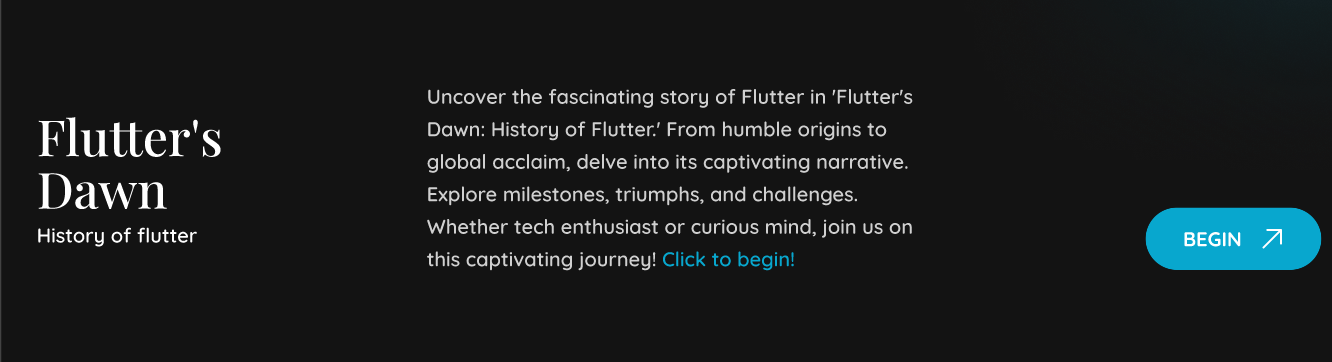 Flutter's
Dawn
History of flutter
Uncover the fascinating story of Flutter in 'Flutter's
Dawn: History of Flutter.' From humble origins to
global acclaim, delve into its captivating narrative.
Explore milestones, triumphs, and challenges.
Whether tech enthusiast or curious mind, join us on
this captivating journey! Click to begin!
BEGIN